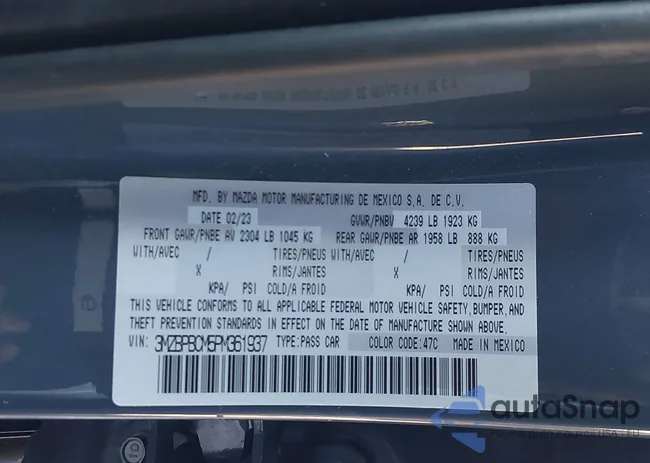 MFD. BY MAZDA MOTOR MANUFACTURING DE MEXICO S.A. DE C.V.
DATE 02/23 GVWR/PNBV 4239 LB 1923 KG
FRONT GAWR/PNBE AV 2304 LB 1045 KG REAR GAWR/PNBE AR 1958 LB 888 KG
WITH/AVEC / TIRES/PNEUS WITH/AVEC / TIRES/PNEUS
X RIMS/JANTES X RIMS/JANTES
KPA/ PSI COLD/A FROID KPA/ PSI COLD/A FROID
THIS VEHICLE CONFORMS TO ALL APPLICABLE FEDERAL MOTOR VEHICLE SAFETY, BUMPER, AND
THEFT PREVENTION STANDARDS IN EFFECT ON THE DATE OF MANUFACTURE SHOWN ABOVE.
VIN: 3MZBPBCM5PM361937 TYPE:PASS CAR COLOR CODE:47C MADE IN MEXICO
autoSnap